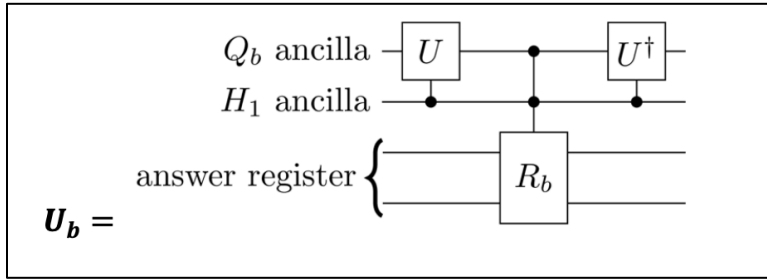 Q_b ancilla U U†
H_1 ancilla
answer register R_b
U_b =